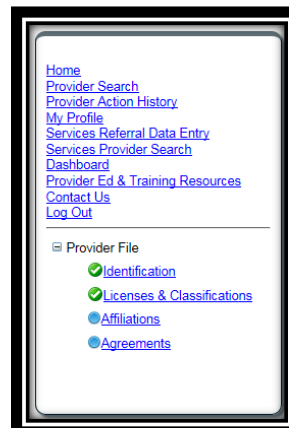 Home
Provider Search
Provider Action History
My Profile
Services Referral Data Entry
Services Provider Search
Dashboard
Provider Ed & Training Resources
Contact Us
Log Out
Provider File
Identification
Licenses & Classifications
Affiliations
Agreements